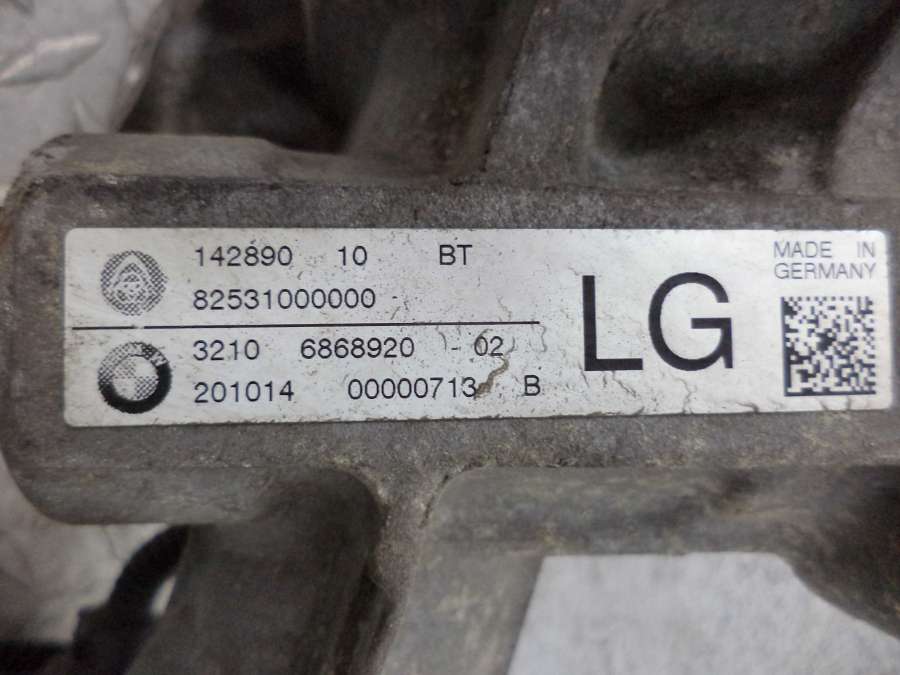 142890 10 BT
82531000000
3210 6868920 - 02
201014 00000713 B
LG
MADE IN
GERMANY